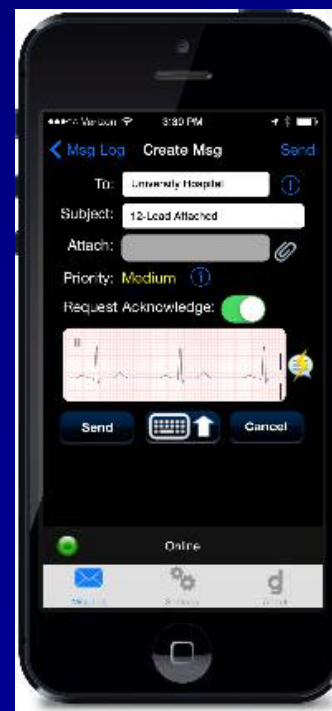 Verizon 3:30 PM
Msg Log Create Msg Send
To: University Hospital
Subject: 12-Lead Attached
Attach:
Priority: Medium
Request Acknowledge:
II
Send Cancel
Online